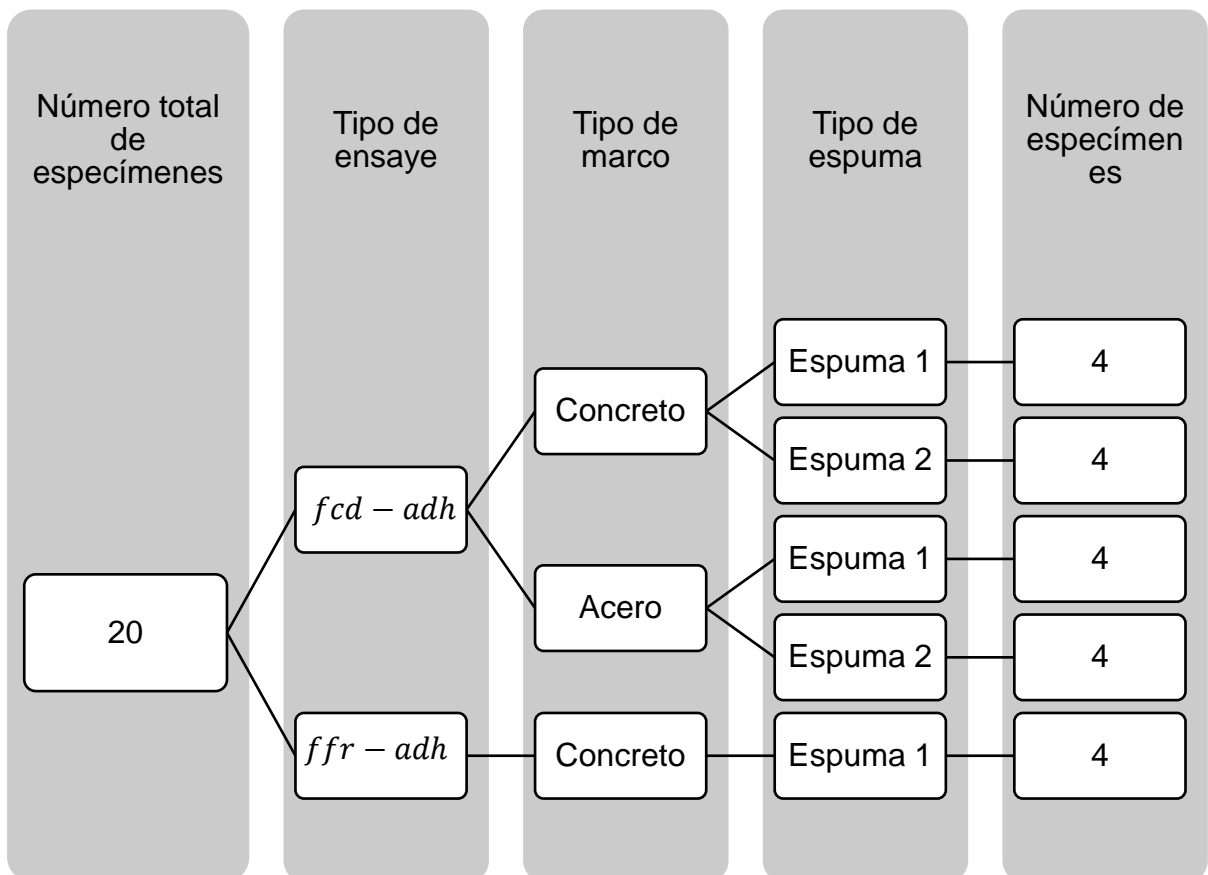 Número total
de
especímenes
Tipo de
ensaye
Tipo de
marco
Tipo de
espuma
Número de
especímen
es
20
fcd − adh
Concreto
Espuma 1
4
Espuma 2
4
Acero
Espuma 1
4
Espuma 2
4
ffr − adh
Concreto
Espuma 1
4